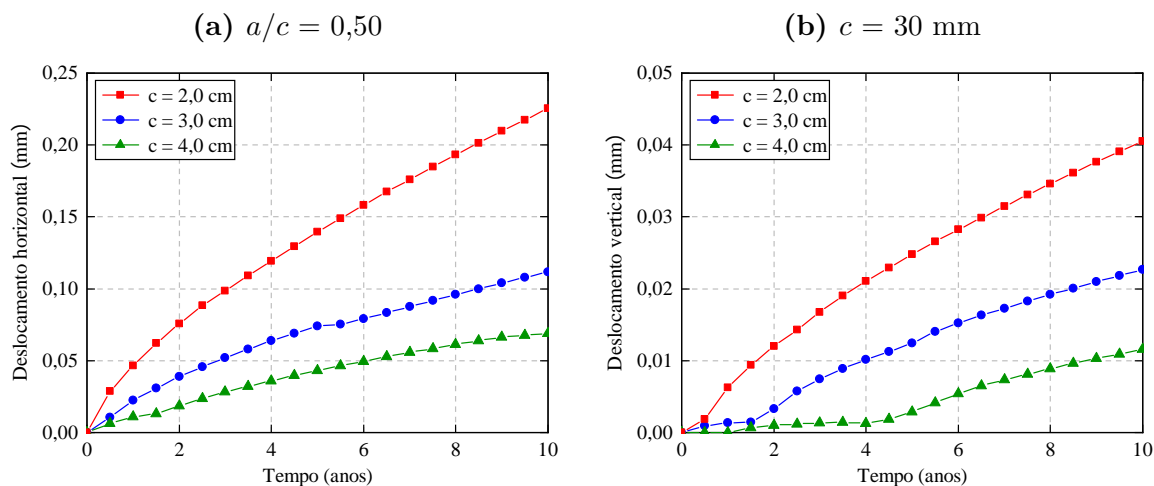 (a) a/c = 0,50
(b) c = 30 mm
0,25
0,20
0,15
0,10
0,05
0,00
Deslocamento horizontal (mm)
c = 2,0 cm
c = 3,0 cm
c = 4,0 cm
0 2 4 6 8 10
Tempo (anos)
0,05
0,04
0,03
0,02
0,01
0,00
Deslocamento vertical (mm)
c = 2,0 cm
c = 3,0 cm
c = 4,0 cm
0 2 4 6 8 10
Tempo (anos)